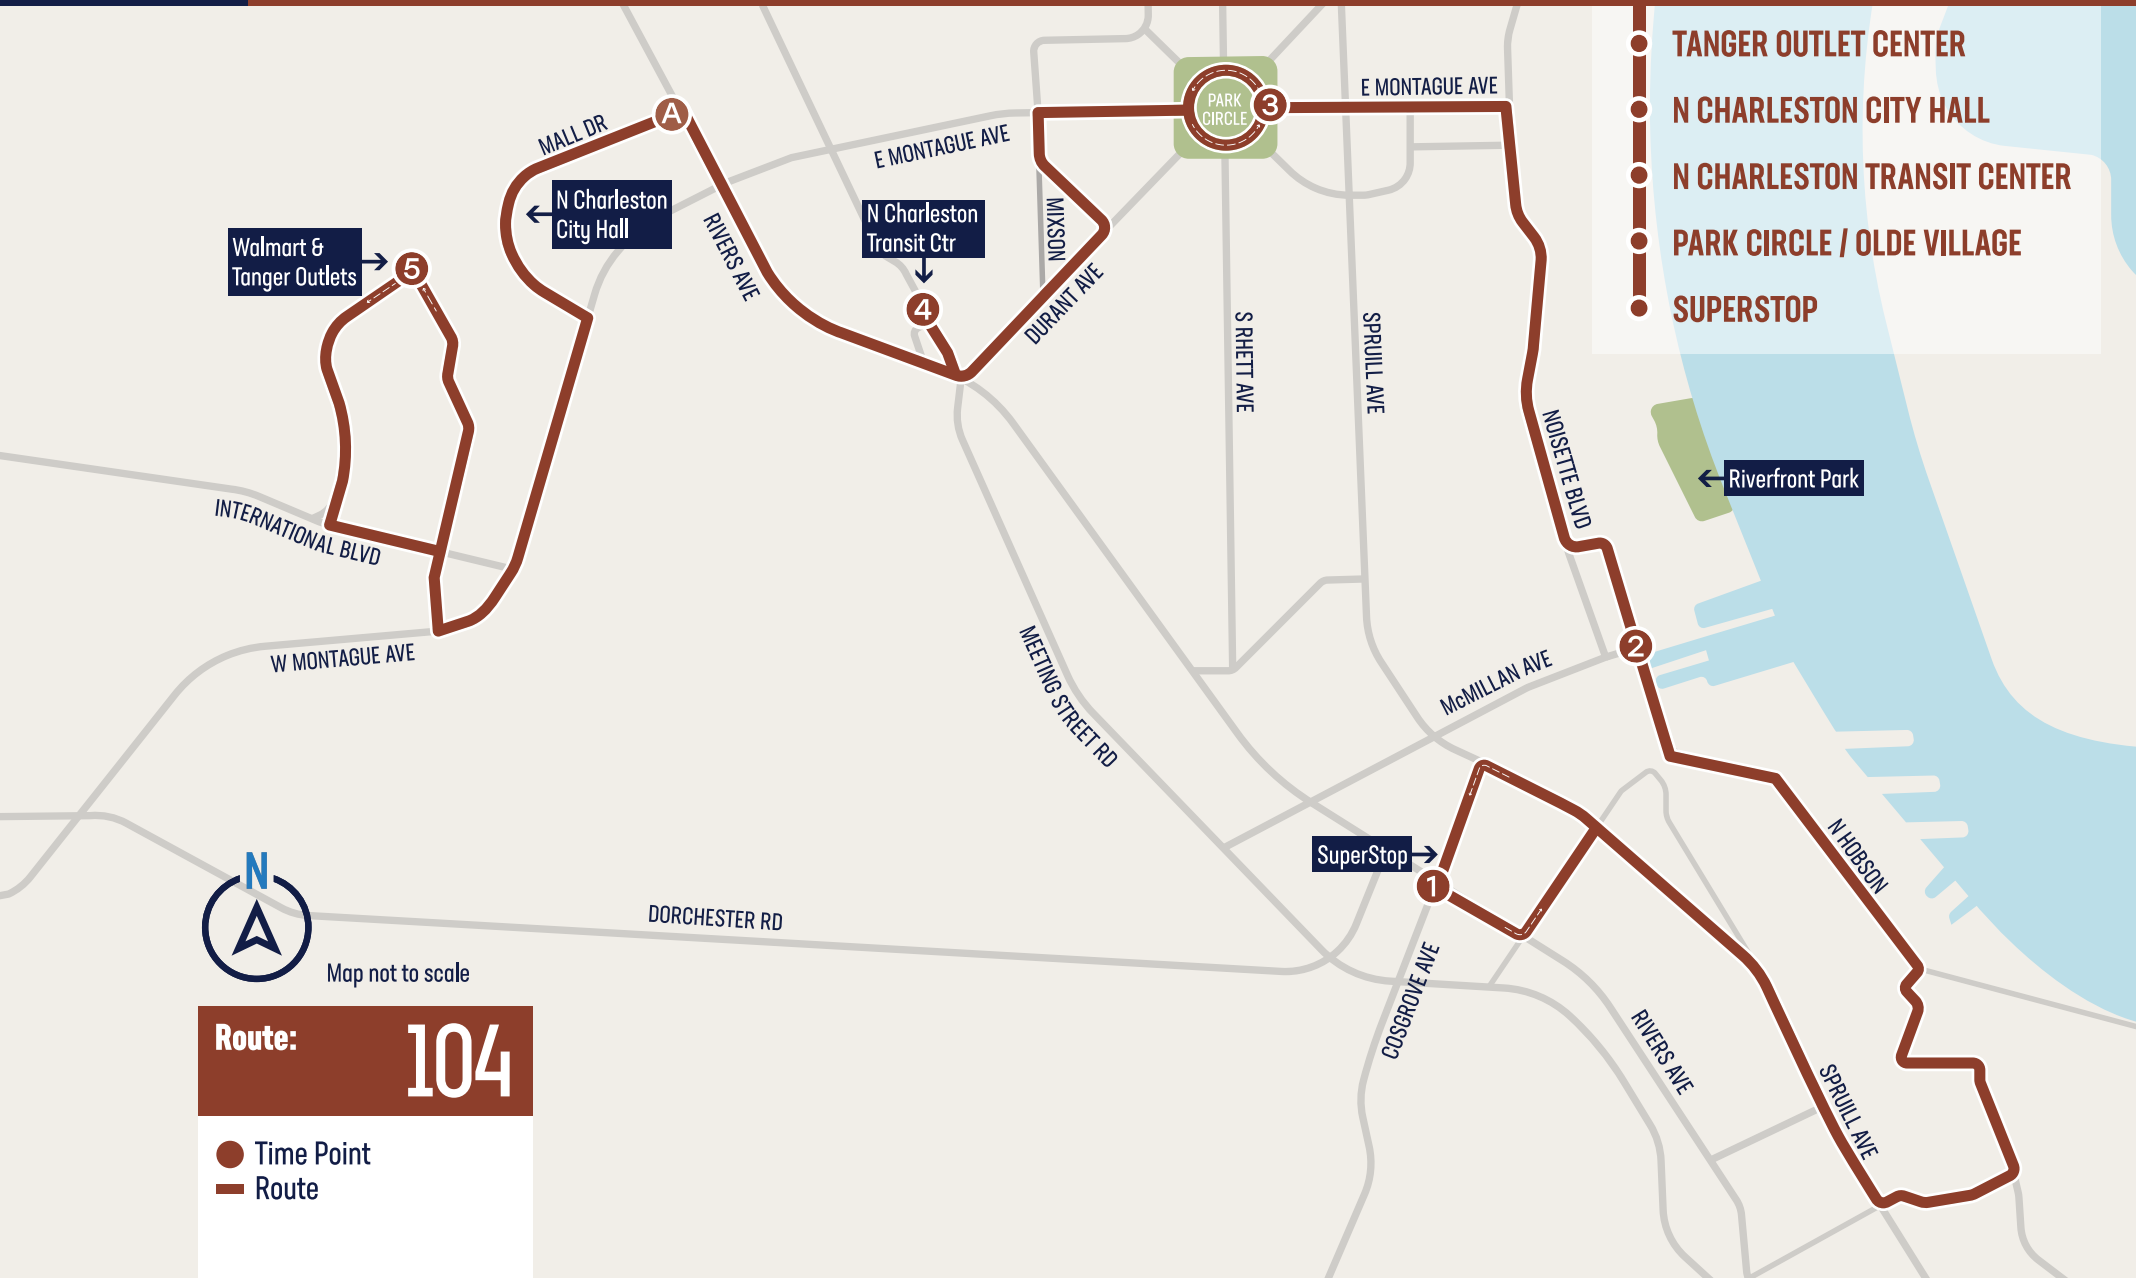 TANGER OUTLET CENTER
N CHARLESTON CITY HALL
N CHARLESTON TRANSIT CENTER
PARK CIRCLE / OLDE VILLAGE
SUPERSTOP
E MONTAGUE AVE
PARK
CIRCLE
3
A
MALL DR
E MONTAGUE AVE
N Charleston
City Hall
N Charleston
Transit Ctr
MIXSON
RIVERS AVE
Walmart &
Tanger Outlets
5
4
DURANT AVE
S RHETT AVE
SPRUILL AVE
NOISETTE BLVD
Riverfront Park
INTERNATIONAL BLVD
W MONTAGUE AVE
MEETING STREET RD
McMILLAN AVE
2
N HOBSON
SuperStop
1
N
DORCHESTER RD
Map not to scale
COSGROVE AVE
RIVERS AVE
SPRUILL AVE
Route: 104
Time Point
Route